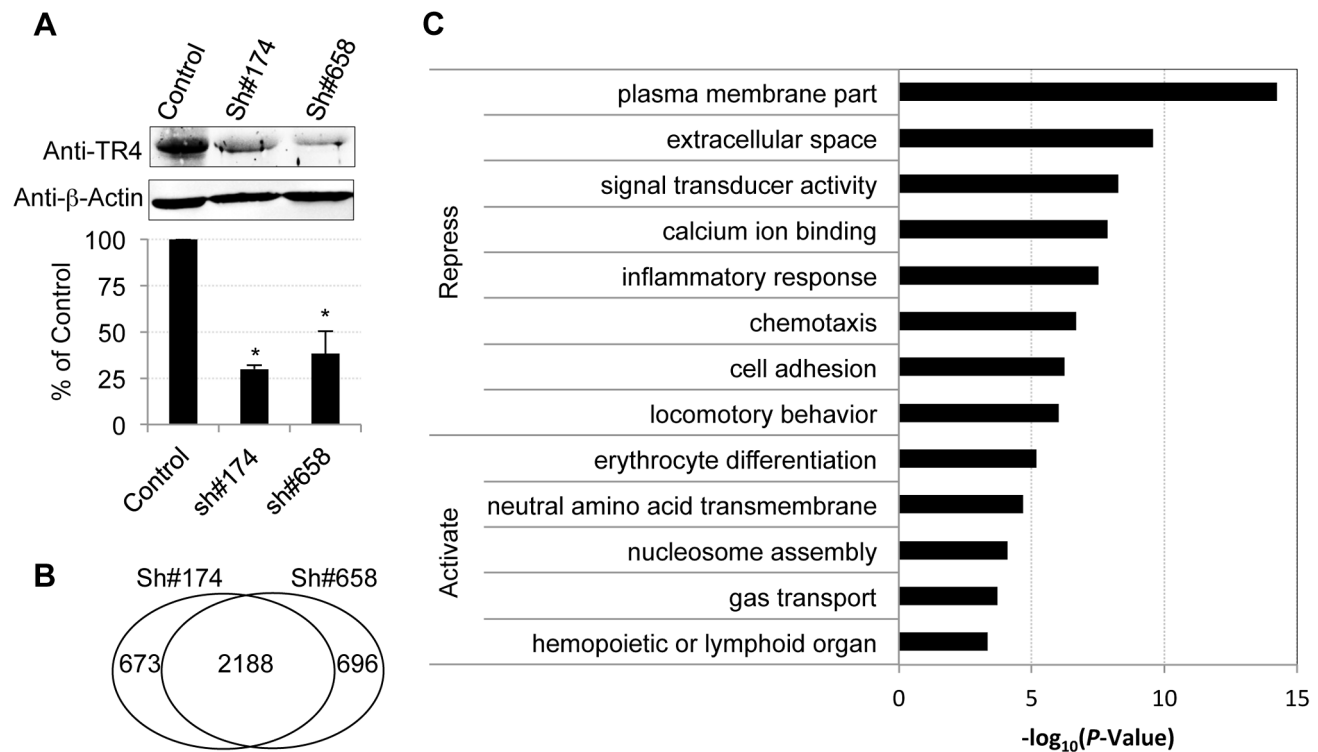 A
Control
Sh#174
Sh#658
Anti-TR4
Anti-β-Actin
100
75
50
25
0
% of Control
*
*
Control
sh#174
sh#658
B
Sh#174
Sh#658
673
2188
696
C
Repress
plasma membrane part
extracellular space
signal transducer activity
calcium ion binding
inflammatory response
chemotaxis
cell adhesion
locomotory behavior
Activate
erythrocyte differentiation
neutral amino acid transmembrane
nucleosome assembly
gas transport
hemopoietic or lymphoid organ
0
5
10
15
-log10(P-Value)